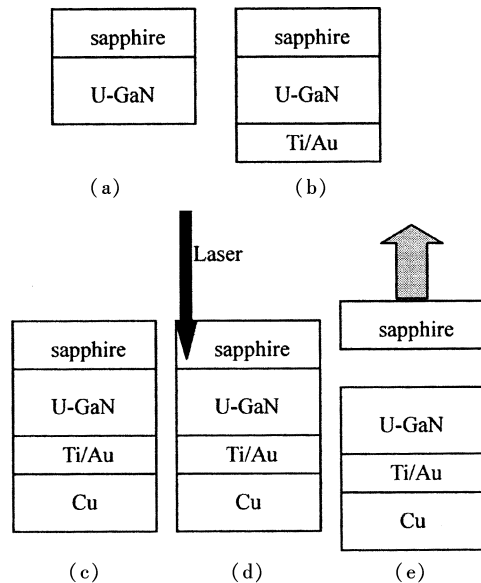 sapphire
U-GaN
(a)
sapphire
U-GaN
Ti/Au
(b)
Laser
sapphire
U-GaN
Ti/Au
Cu
(c)
sapphire
U-GaN
Ti/Au
Cu
(d)
sapphire
U-GaN
Ti/Au
Cu
(e)